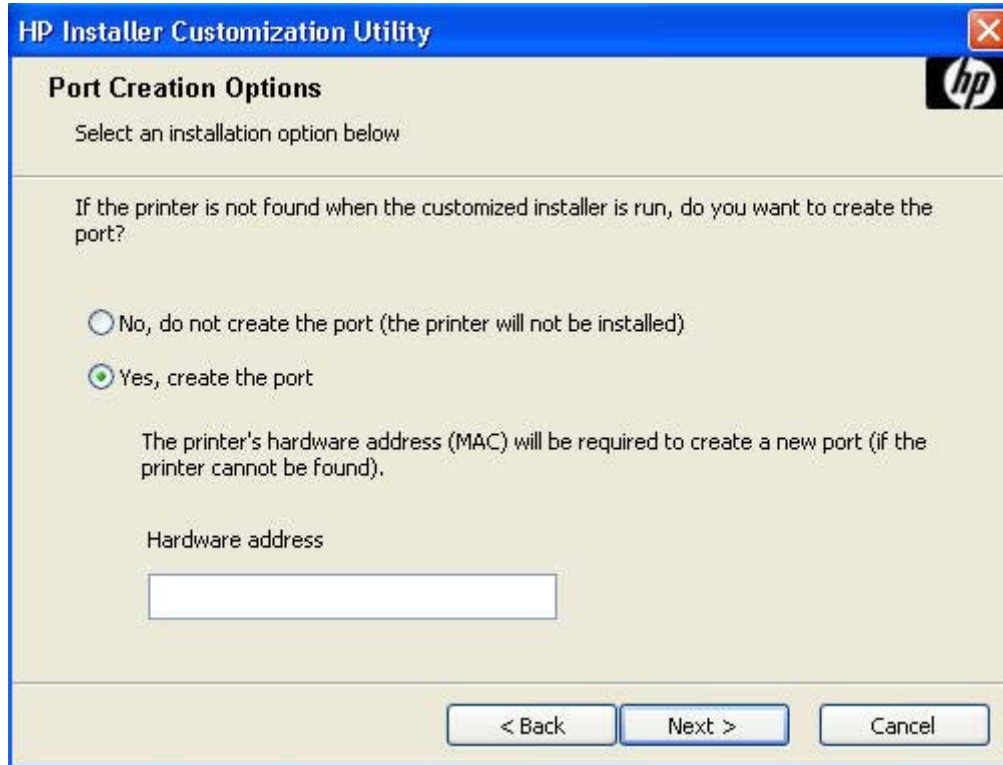 HP Installer Customization Utility
Port Creation Options
hp
Select an installation option below
If the printer is not found when the customized installer is run, do you want to create the
port?
No, do not create the port (the printer will not be installed)
Yes, create the port
The printer's hardware address (MAC) will be required to create a new port (if the
printer cannot be found).
Hardware address
< Back
Next >
Cancel